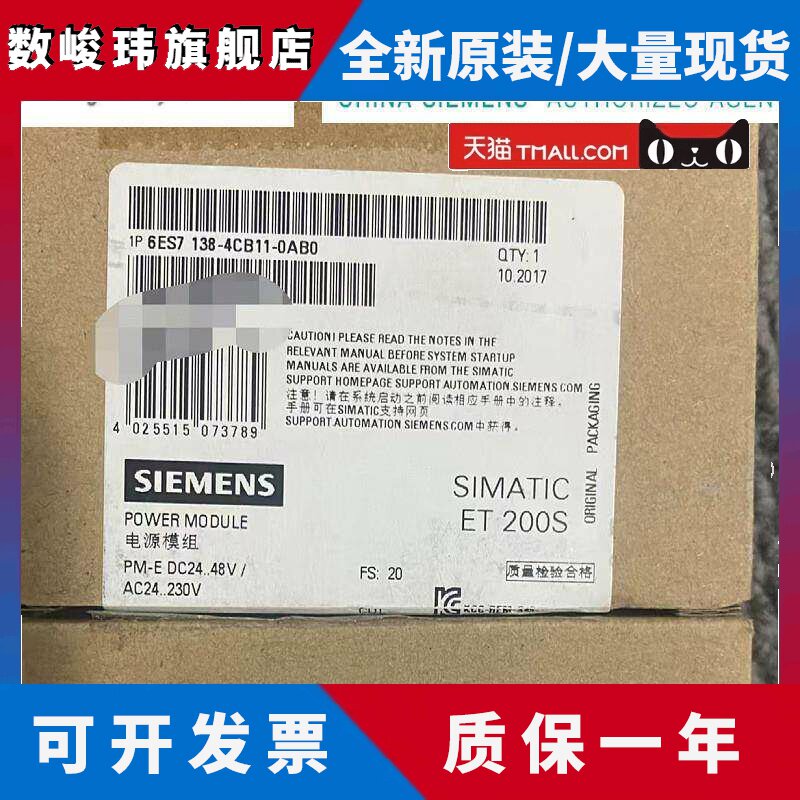 数峻玮旗舰店
全新原装/大量现货
CHINA SIEMENS AUTHORIZED AGEN
天猫 TMALL.COM
1P 6ES7 138-4CB11-0AB0
QTY: 1
10.2017
CAUTION! PLEASE READ THE NOTES IN THE
RELEVANT MANUAL BEFORE SYSTEM STARTUP
MANUALS ARE AVAILABLE FROM THE SIMATIC
SUPPORT HOMEPAGE SUPPORT.AUTOMATION.SIEMENS.COM
注意!请在系统启动之前阅读相应手册中的注释。
手册可在SIMATIC支持网页
SUPPORT.AUTOMATION.SIEMENS.COM中获得。
4 025515 073789
ORIGINAL PACKAGING
SIEMENS
SIMATIC
ET 200S
POWER MODULE
电源模组
PM-E DC24..48V /
AC24..230V
FS: 20
质量检验合格
可开发票
质保一年